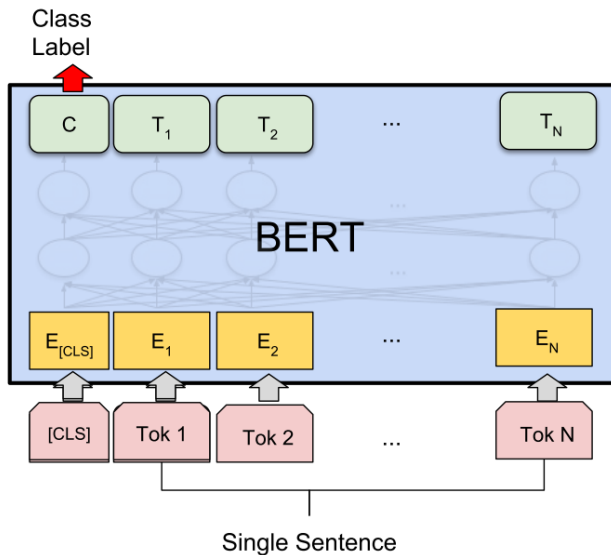 Class
Label
C T1 T2 ... TN
...
BERT
...
E[CLS] E1 E2 ... EN
[CLS] Tok 1 Tok 2 ... Tok N
Single Sentence